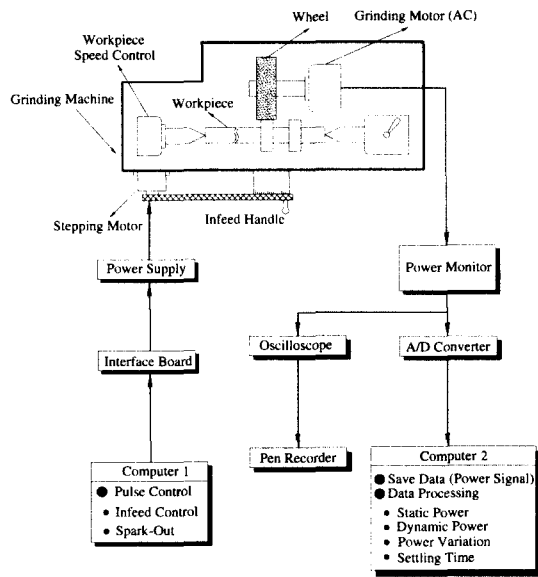 Wheel
Grinding Motor (AC)
Workpiece
Speed Control
Grinding Machine
Workpiece
Stepping Motor
Infeed Handle
Power Supply
Power Monitor
Interface Board
Oscilloscope
A/D Converter
Pen Recorder
Computer 1
● Pulse Control
• Infeed Control
• Spark-Out
Computer 2
● Save Data (Power Signal)
● Data Processing
• Static Power
• Dynamic Power
• Power Variation
• Settling Time